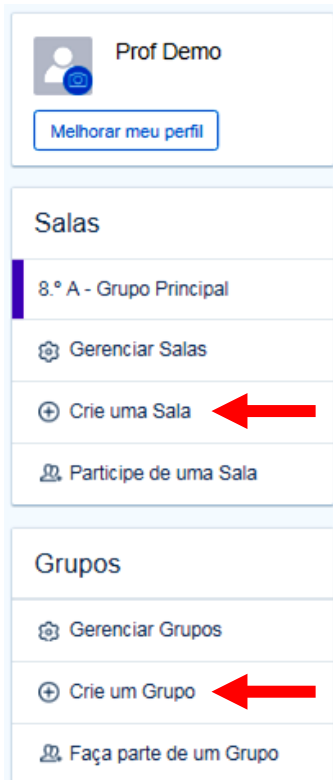 Prof Demo
Melhorar meu perfil
Salas
8.º A - Grupo Principal
Gerenciar Salas
Crie uma Sala
Participe de uma Sala
Grupos
Gerenciar Grupos
Crie um Grupo
Faça parte de um Grupo